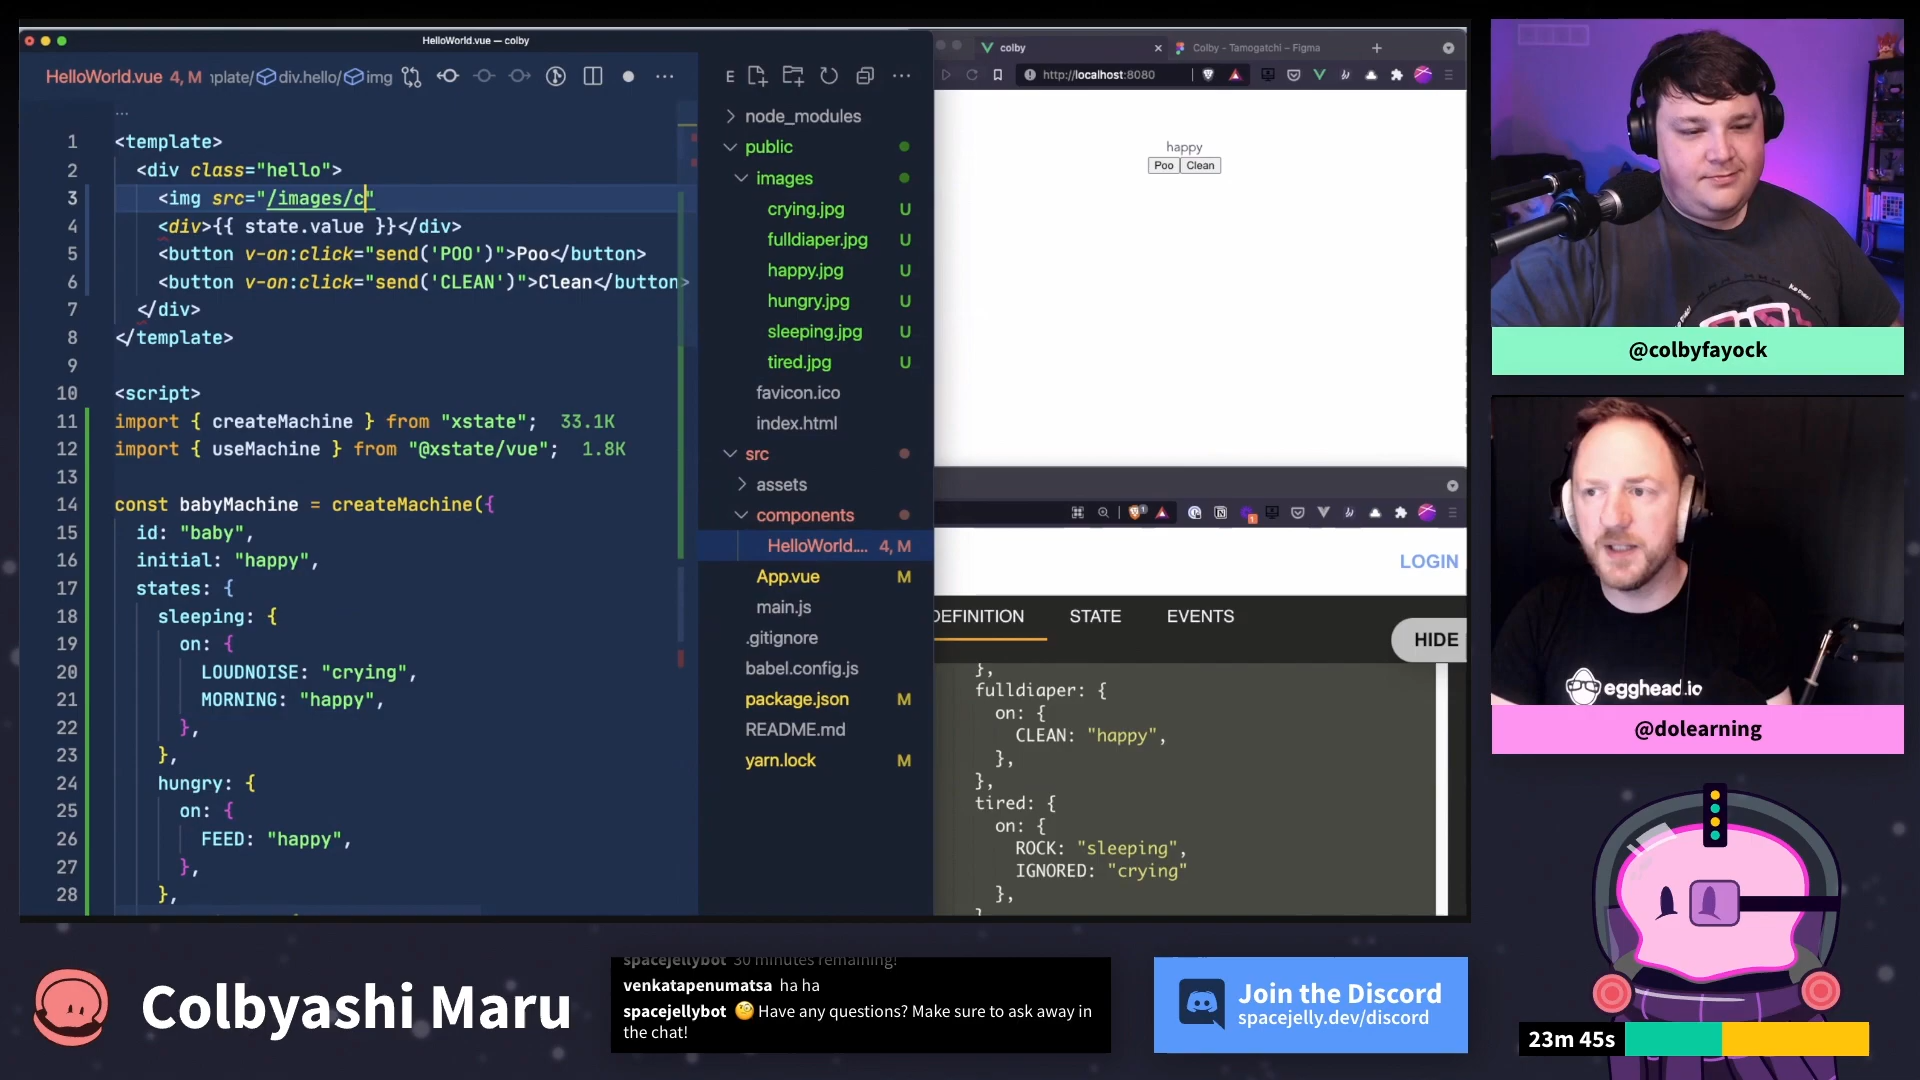 HelloWorld.vue — colby
HelloWorld.vue 4, M ɩplate/ div.hello/ img
...
1 <template>
2 <div class="hello">
3 <img src="/images/c"
4 <div>{{ state.value }}</div>
5 <button v-on:click="send('POO')">Poo</button>
6 <button v-on:click="send('CLEAN')">Clean</button>
7 </div>
8 </template>
9
10 <script>
11 import { createMachine } from "xstate"; 33.1K
12 import { useMachine } from "@xstate/vue"; 1.8K
13
14 const babyMachine = createMachine({
15 id: "baby",
16 initial: "happy",
17 states: {
18 sleeping: {
19 on: {
20 LOUDNOISE: "crying",
21 MORNING: "happy",
22 },
23 },
24 hungry: {
25 on: {
26 FEED: "happy",
27 },
28 },
E
node_modules
public
images
crying.jpg U
fulldiaper.jpg U
happy.jpg U
hungry.jpg U
sleeping.jpg U
tired.jpg U
favicon.ico
index.html
src
assets
components
HelloWorld.... 4, M
App.vue M
main.js
.gitignore
babel.config.js
package.json M
README.md
yarn.lock M
colby
Colby - Tamogatchi – Figma
http://localhost:8080
happy
Poo Clean
LOGIN
DEFINITION STATE EVENTS
HIDE
},
fulldiaper: {
on: {
CLEAN: "happy",
},
},
tired: {
on: {
ROCK: "sleeping",
IGNORED: "crying"
},
@colbyfayock
egghead.io
@dolearning
Colbyashi Maru
spacejellybot 30 minutes remaining!
venkatapenumatsa ha ha
spacejellybot 🧐 Have any questions? Make sure to ask away in
the chat!
Join the Discord
spacejelly.dev/discord
23m 45s